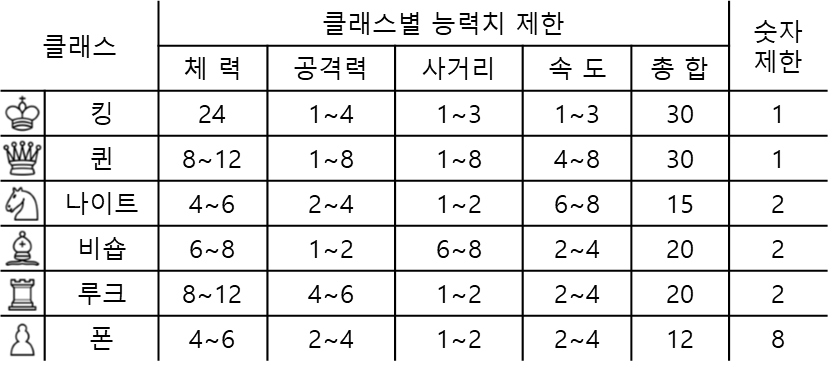 클래스 클래스별 능력치 제한 숫자 제한
체 력 공격력 사거리 속 도 총 합
킹 24 1~4 1~3 1~3 30 1
퀸 8~12 1~8 1~8 4~8 30 1
나이트 4~6 2~4 1~2 6~8 15 2
비숍 6~8 1~2 6~8 2~4 20 2
루크 8~12 4~6 1~2 2~4 20 2
폰 4~6 2~4 1~2 2~4 12 8